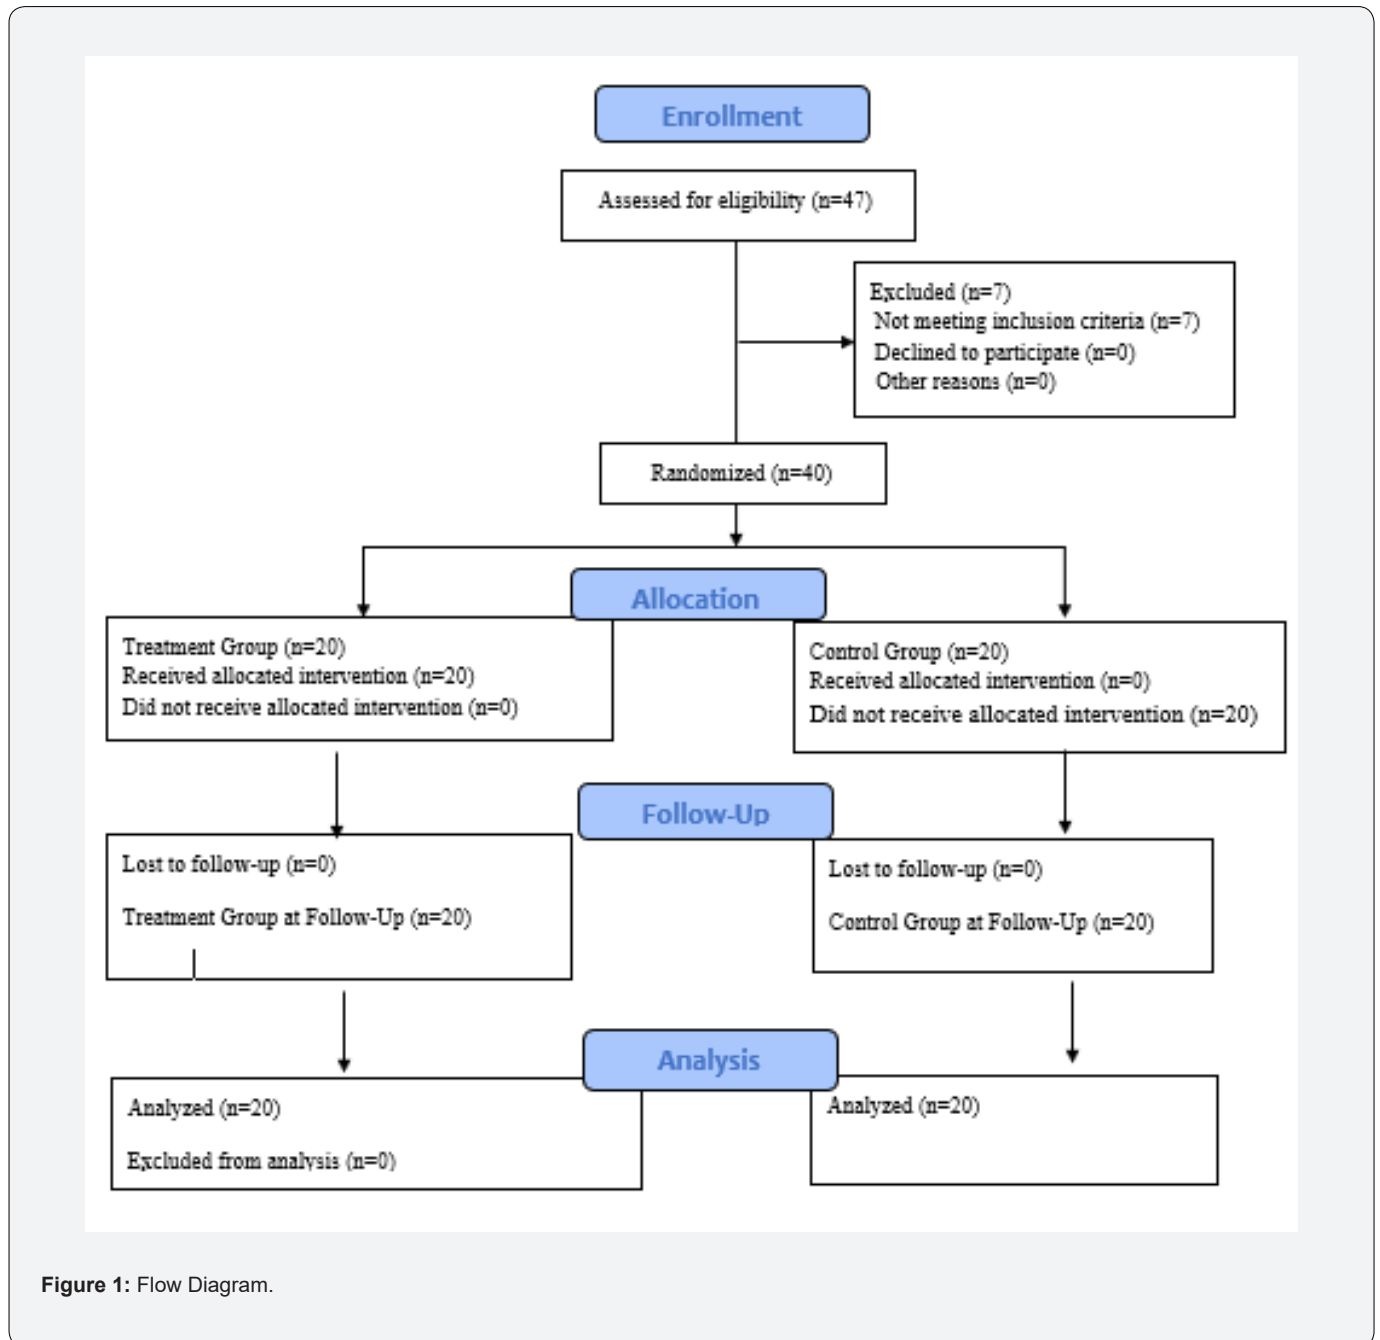 Enrollment
Assessed for eligibility (n=47)
Excluded (n=7)
Not meeting inclusion criteria (n=7)
Declined to participate (n=0)
Other reasons (n=0)
Randomized (n=40)
Allocation
Treatment Group (n=20)
Received allocated intervention (n=20)
Did not receive allocated intervention (n=0)
Control Group (n=20)
Received allocated intervention (n=0)
Did not receive allocated intervention (n=20)
Follow-Up
Lost to follow-up (n=0)
Treatment Group at Follow-Up (n=20)
Lost to follow-up (n=0)
Control Group at Follow-Up (n=20)
Analysis
Analyzed (n=20)
Excluded from analysis (n=0)
Analyzed (n=20)
Figure 1: Flow Diagram.